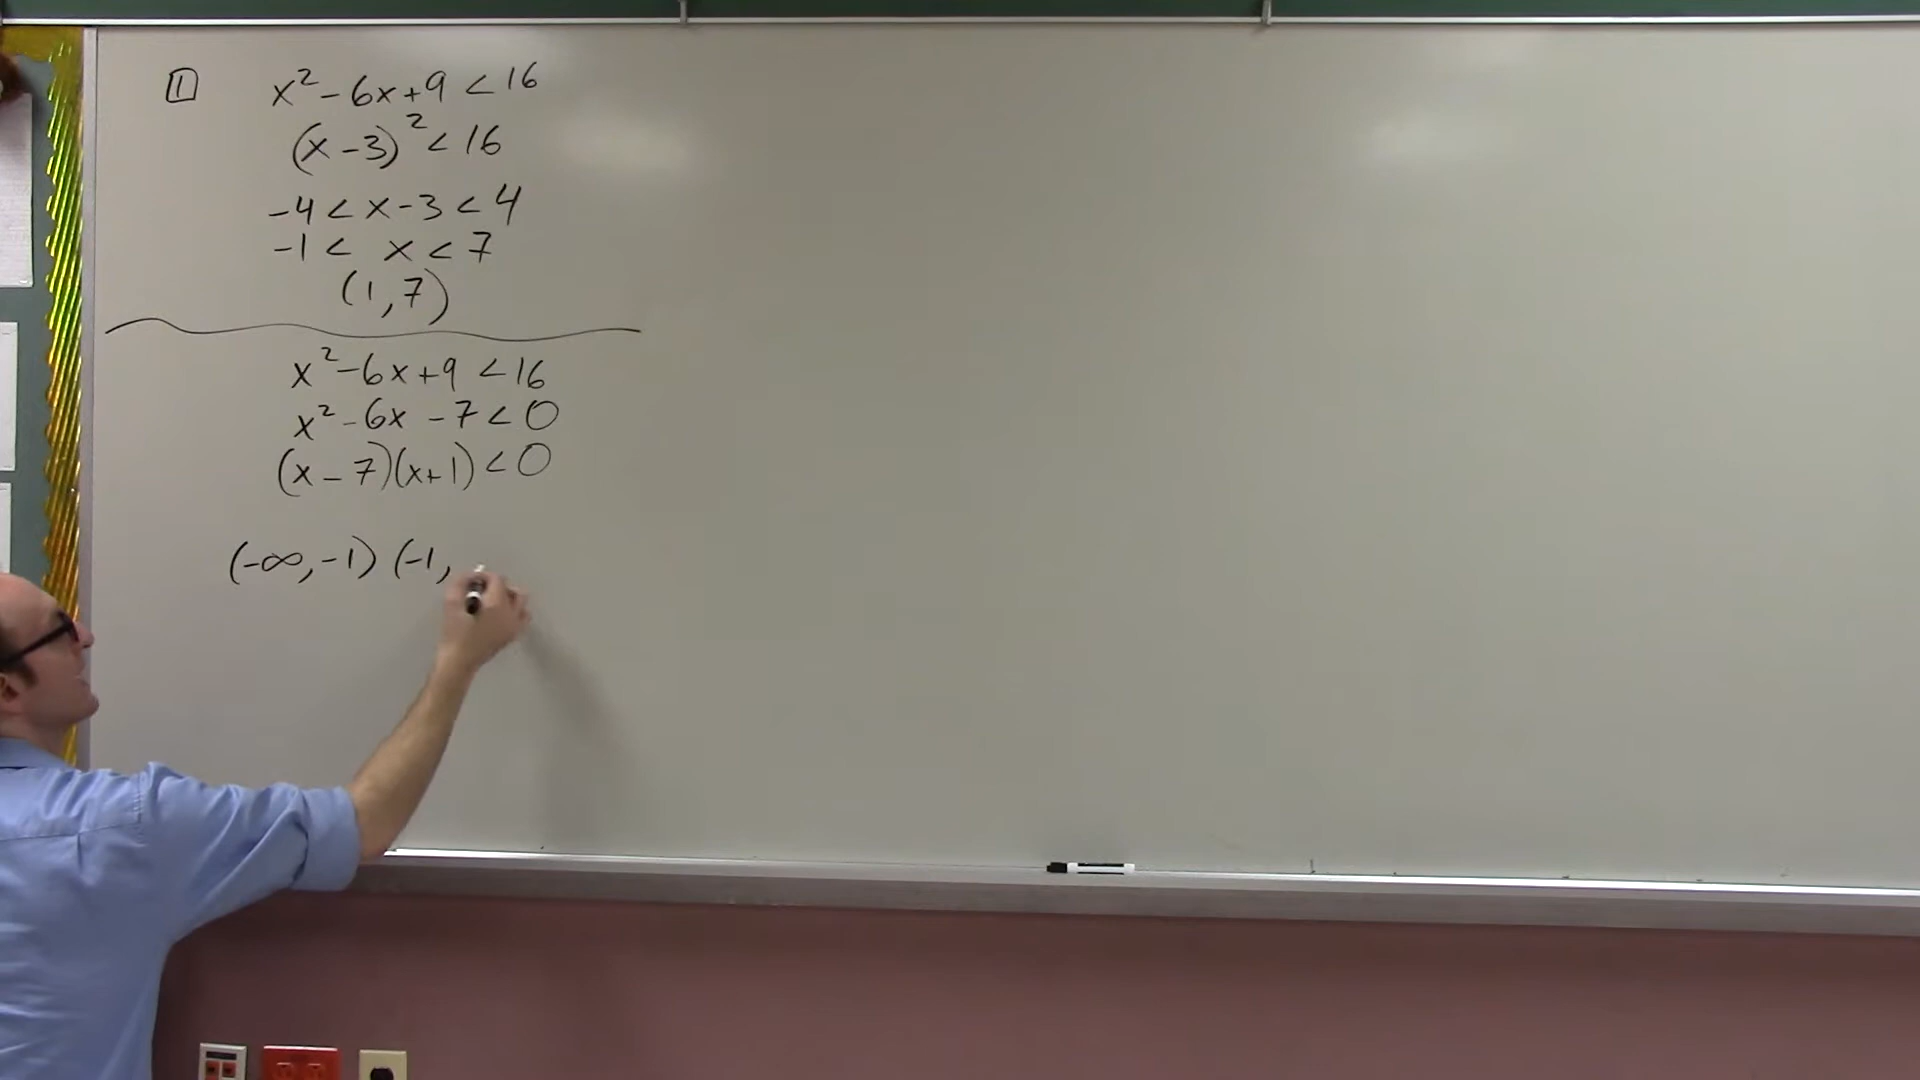 1 x²-6x+9 < 16
(x-3)² < 16
-4 < x-3 < 4
-1 < x < 7
(1,7)
x²-6x+9 < 16
x²-6x-7 < 0
(x-7)(x+1) < 0
(-∞,-1) (-1,